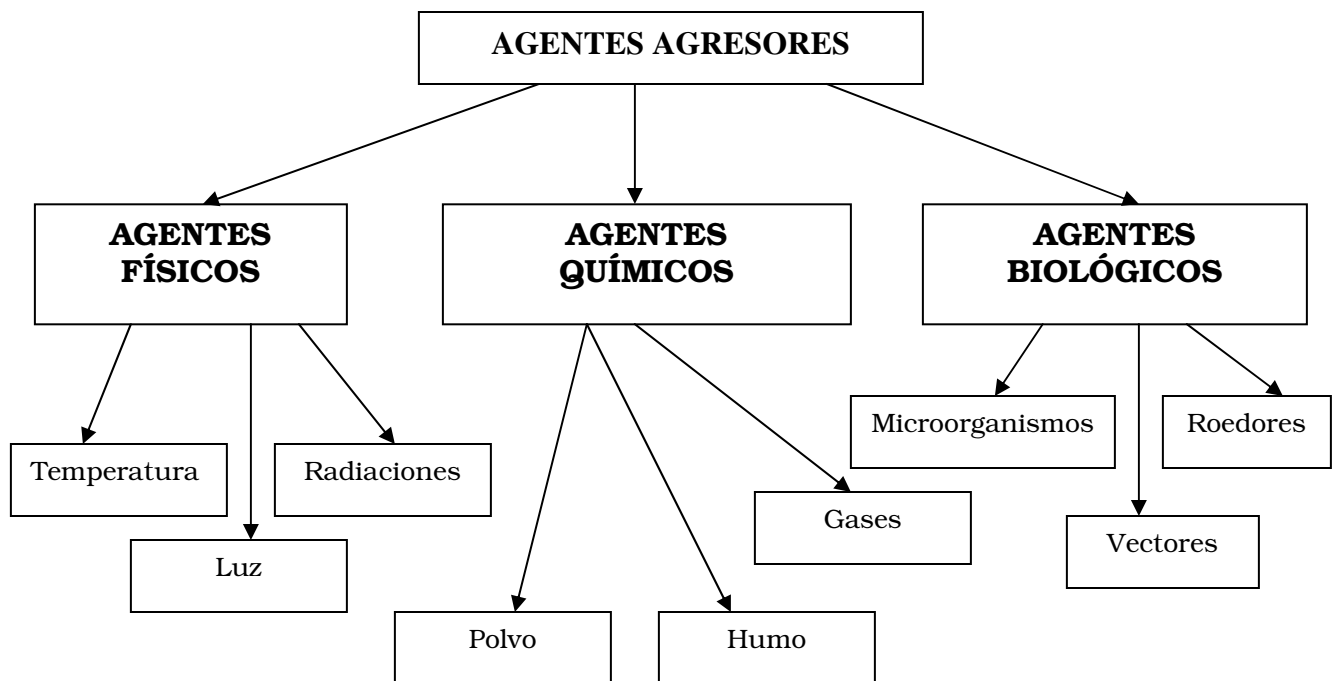 AGENTES AGRESORES
AGENTES
FÍSICOS
AGENTES
QUÍMICOS
AGENTES
BIOLÓGICOS
Temperatura
Luz
Radiaciones
Polvo
Humo
Gases
Microorganismos
Vectores
Roedores